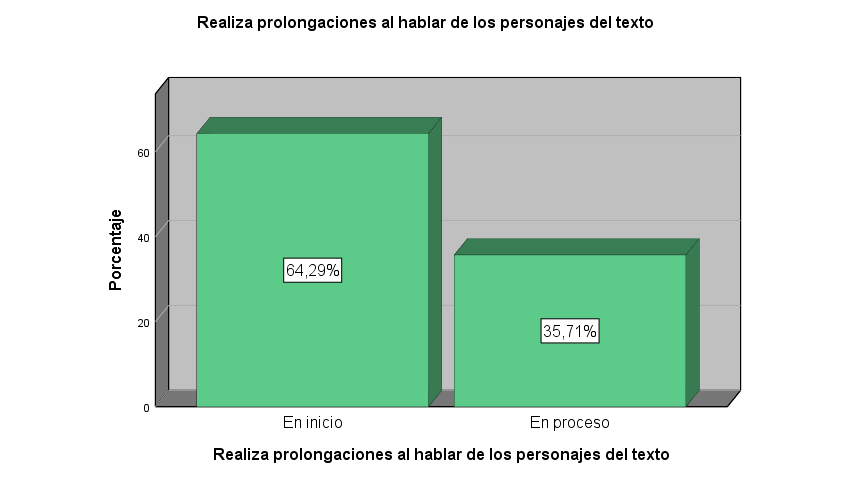 Realiza prolongaciones al hablar de los personajes del texto
Porcentaje
60
40
20
0
64,29%
35,71%
En inicio
En proceso
Realiza prolongaciones al hablar de los personajes del texto